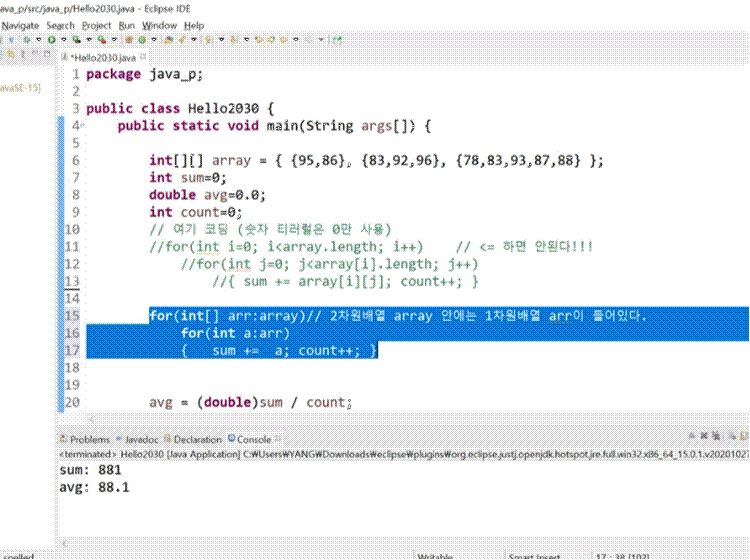 ava_p/src/java_p/Hello2030.java - Eclipse IDE
Navigate Search Project Run Window Help
*Hello2030.java
avaSE-15]
1 package java_p;
2
3 public class Hello2030 {
4 public static void main(String args[]) {
5
6 int[][] array = { {95,86}, {83,92,96}, {78,83,93,87,88} };
7 int sum=0;
8 double avg=0.0;
9 int count=0;
10 // 여기 코딩 (숫자 티러럴은 0만 사용)
11 //for(int i=0; i<array.length; i++) // <= 하면 안된다!!!
12 //for(int j=0; j<array[i].length; j++)
13 //{ sum += array[i][j]; count++; }
14
15 for(int[] arr:array)// 2차원배열 array 안에는 1차원배열 arr이 들어있다.
16 for(int a:arr)
17 { sum += a; count++; }
18
19
20 avg = (double)sum / count;
Problems Javadoc Declaration Console
<terminated> Hello2030 [Java Application] C:₩Users₩YANG₩Downloads₩eclipse₩plugins₩org.eclipse.justj.openjdk.hotspot.jre.full.win32.x86_64_15.0.1.v20201027
sum: 881
avg: 88.1
spelled Writable Smart Insert 17 : 38 [102]